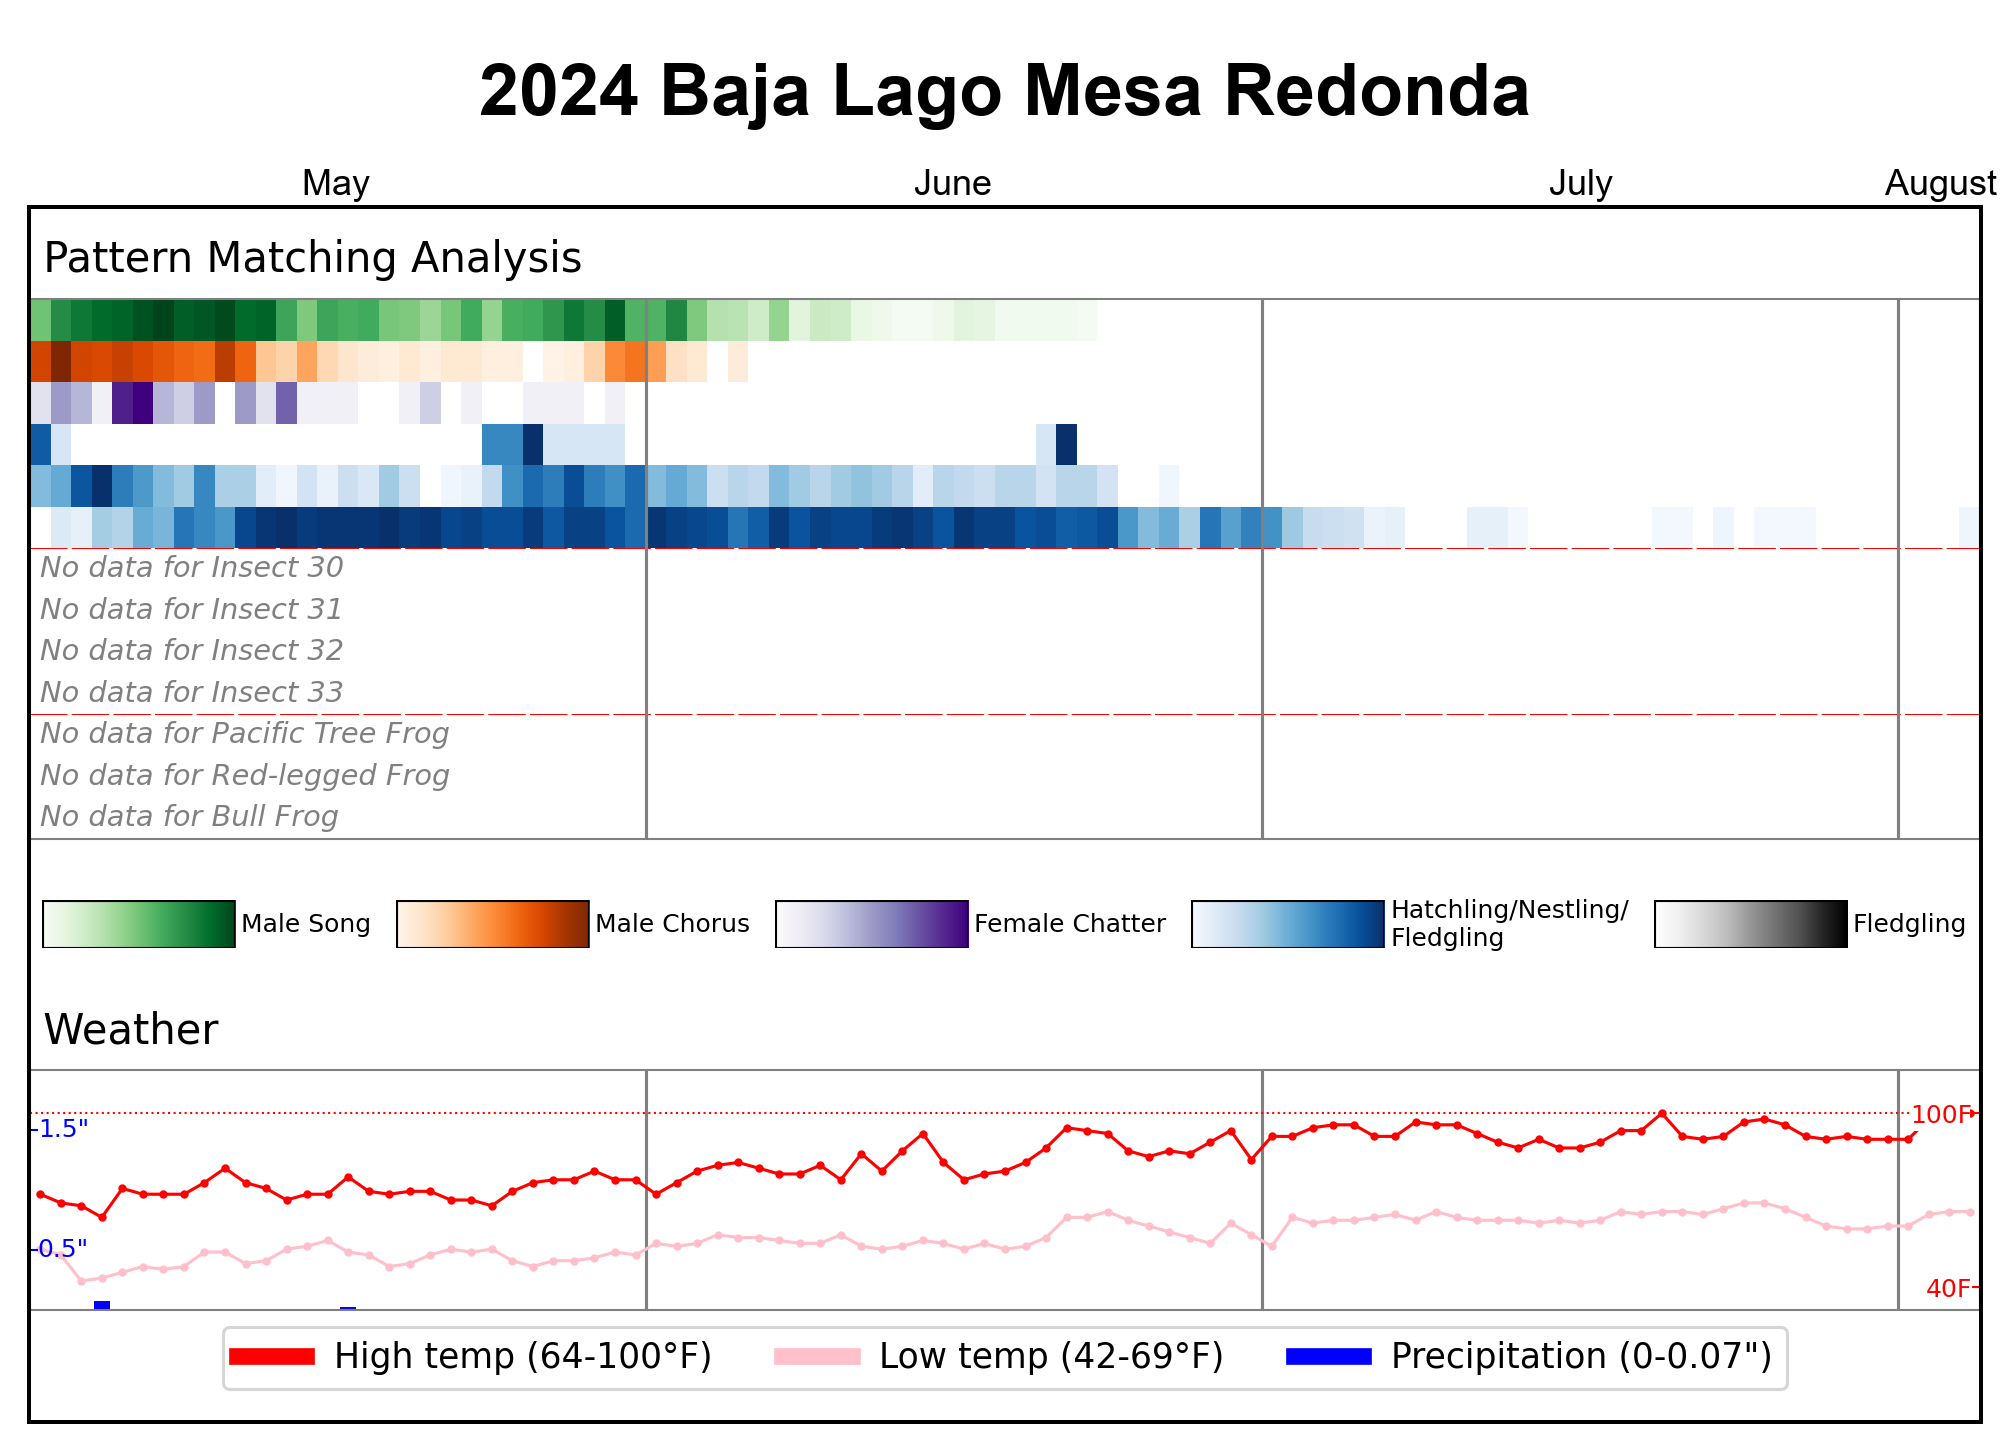 2024 Baja Lago Mesa Redonda
May June July August
Pattern Matching Analysis
No data for Insect 30
No data for Insect 31
No data for Insect 32
No data for Insect 33
No data for Pacific Tree Frog
No data for Red-legged Frog
No data for Bull Frog
Male Song
Male Chorus
Female Chatter
Hatchling/Nestling/
Fledgling
Fledgling
Weather
1.5"
100F
0.5"
40F
High temp (64-100°F) Low temp (42-69°F) Precipitation (0-0.07")